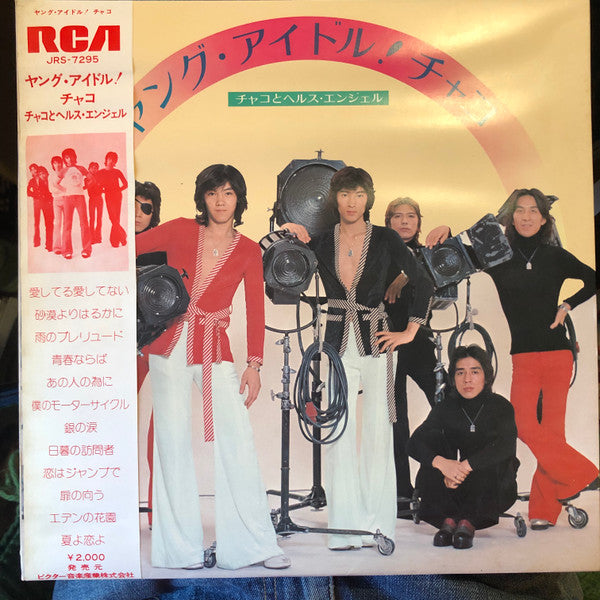 ヤング・アイドル! チャコ
RCA
JRS-7295
ヤング・アイドル!
チャコ
チャコとヘルス・エンジェル
愛してる愛してない
砂漠よりはるかに
雨のプレリュード
青春ならば
あの人の為に
僕のモーターサイクル
銀の涙
日暮の訪問者
恋はジャンプで
扉の向う
エデンの花園
夏よ恋よ
¥2,000
発売元
ビクター音楽産業株式会社
ヤング・アイドル! チャコ
チャコとヘルス・エンジェル